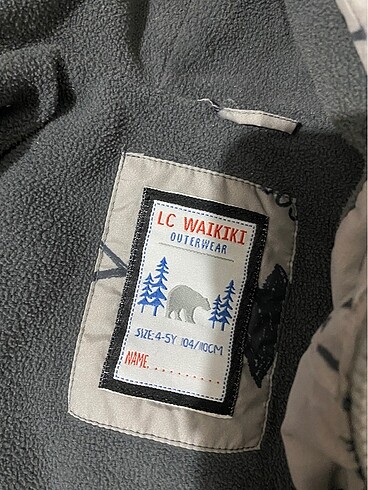 LC WAIKIKI
OUTERWEAR
SIZE:4-5Y 104/110CM
NAME..........